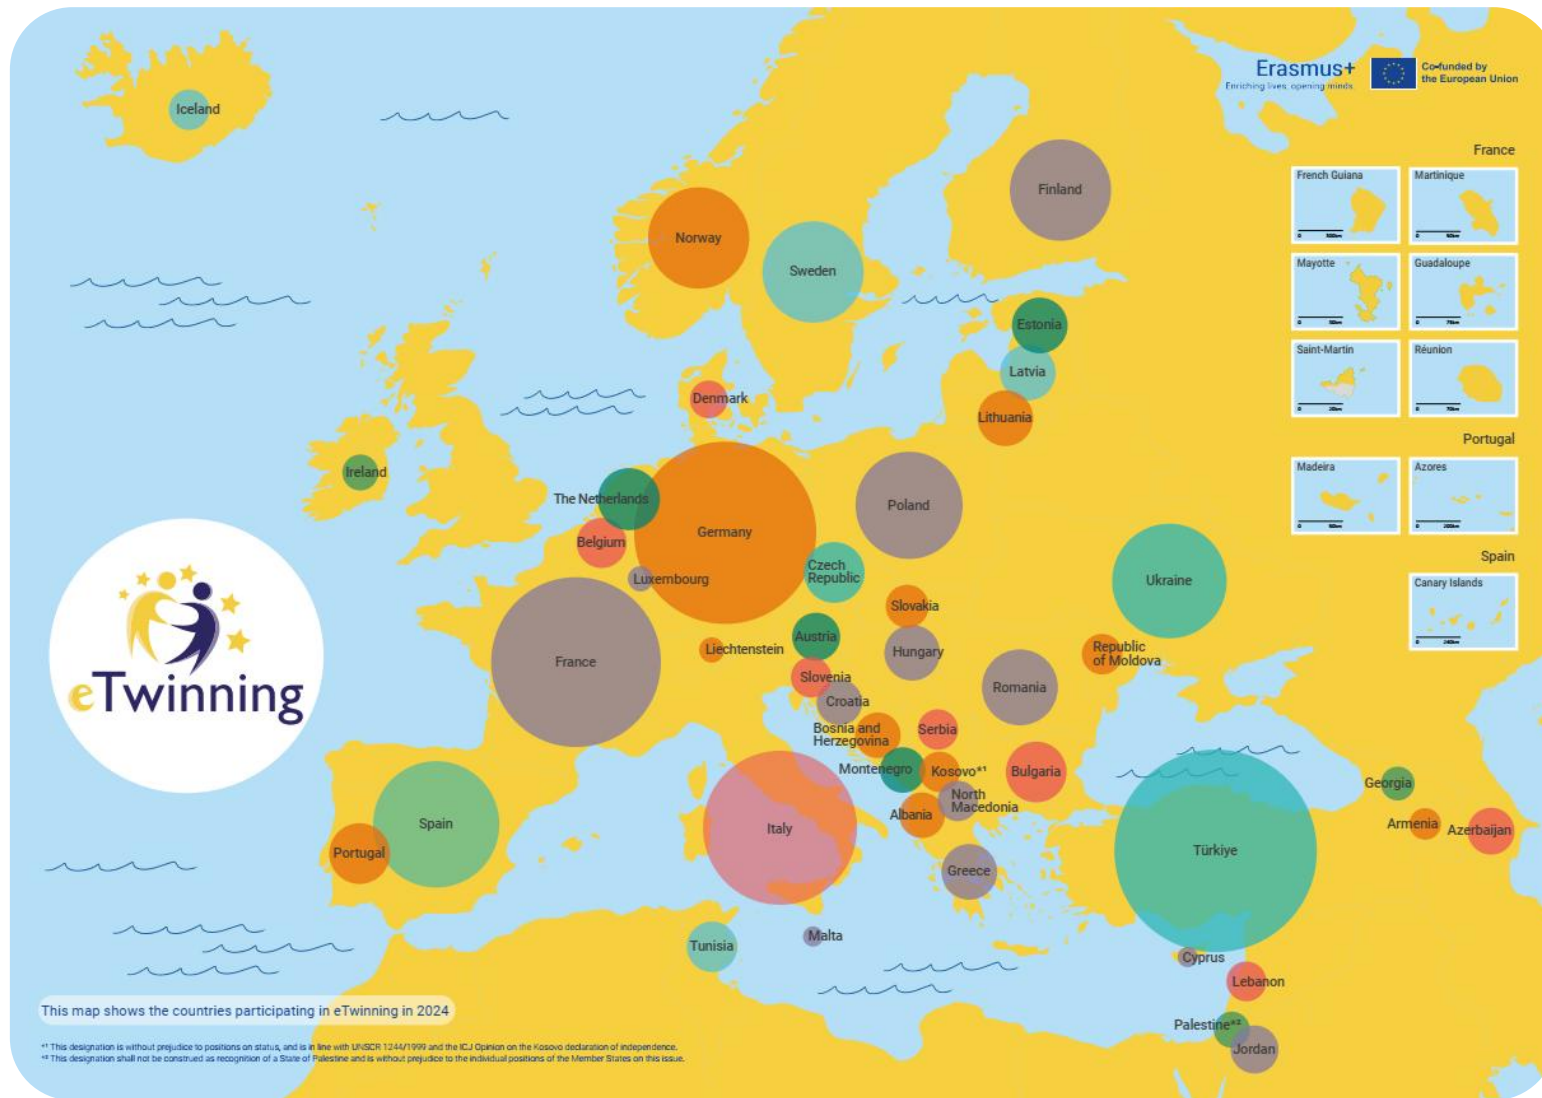 Erasmus+
Enriching lives, opening minds.
Co-funded by
the European Union
Iceland
Finland
Norway
Sweden
Estonia
Latvia
Lithuania
Denmark
Ireland
The Netherlands
Belgium
Luxembourg
Germany
Poland
Czech
Republic
Ukraine
Slovakia
Austria
Hungary
Liechtenstein
France
Slovenia
Croatia
Romania
Republic
of Moldova
Bosnia and
Herzegovina
Serbia
Montenegro
Kosovo*¹
Bulgaria
North
Macedonia
Albania
Greece
Italy
Spain
Portugal
Türkiye
Georgia
Armenia
Azerbaijan
Tunisia
Malta
Cyprus
Lebanon
Palestine*²
Jordan
eTwinning
France
French Guiana
Martinique
Mayotte
Guadaloupe
Saint-Martin
Réunion
Portugal
Madeira
Azores
Spain
Canary Islands
This map shows the countries participating in eTwinning in 2024
*¹ This designation is without prejudice to positions on status, and is in line with UNSCR 1244/1999 and the ICJ Opinion on the Kosovo declaration of independence.
*² This designation shall not be construed as recognition of a State of Palestine and is without prejudice to the individual positions of the Member States on this issue.